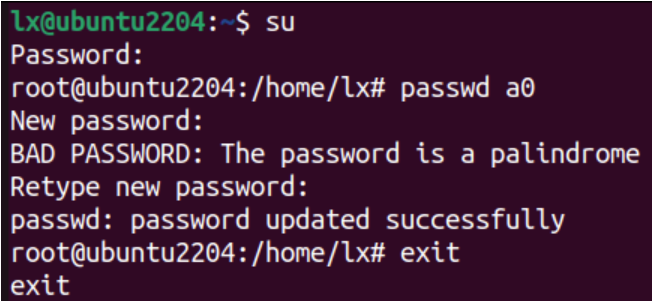 lx@ubuntu2204:~$ su
Password:
root@ubuntu2204:/home/lx# passwd a0
New password:
BAD PASSWORD: The password is a palindrome
Retype new password:
passwd: password updated successfully
root@ubuntu2204:/home/lx# exit
exit